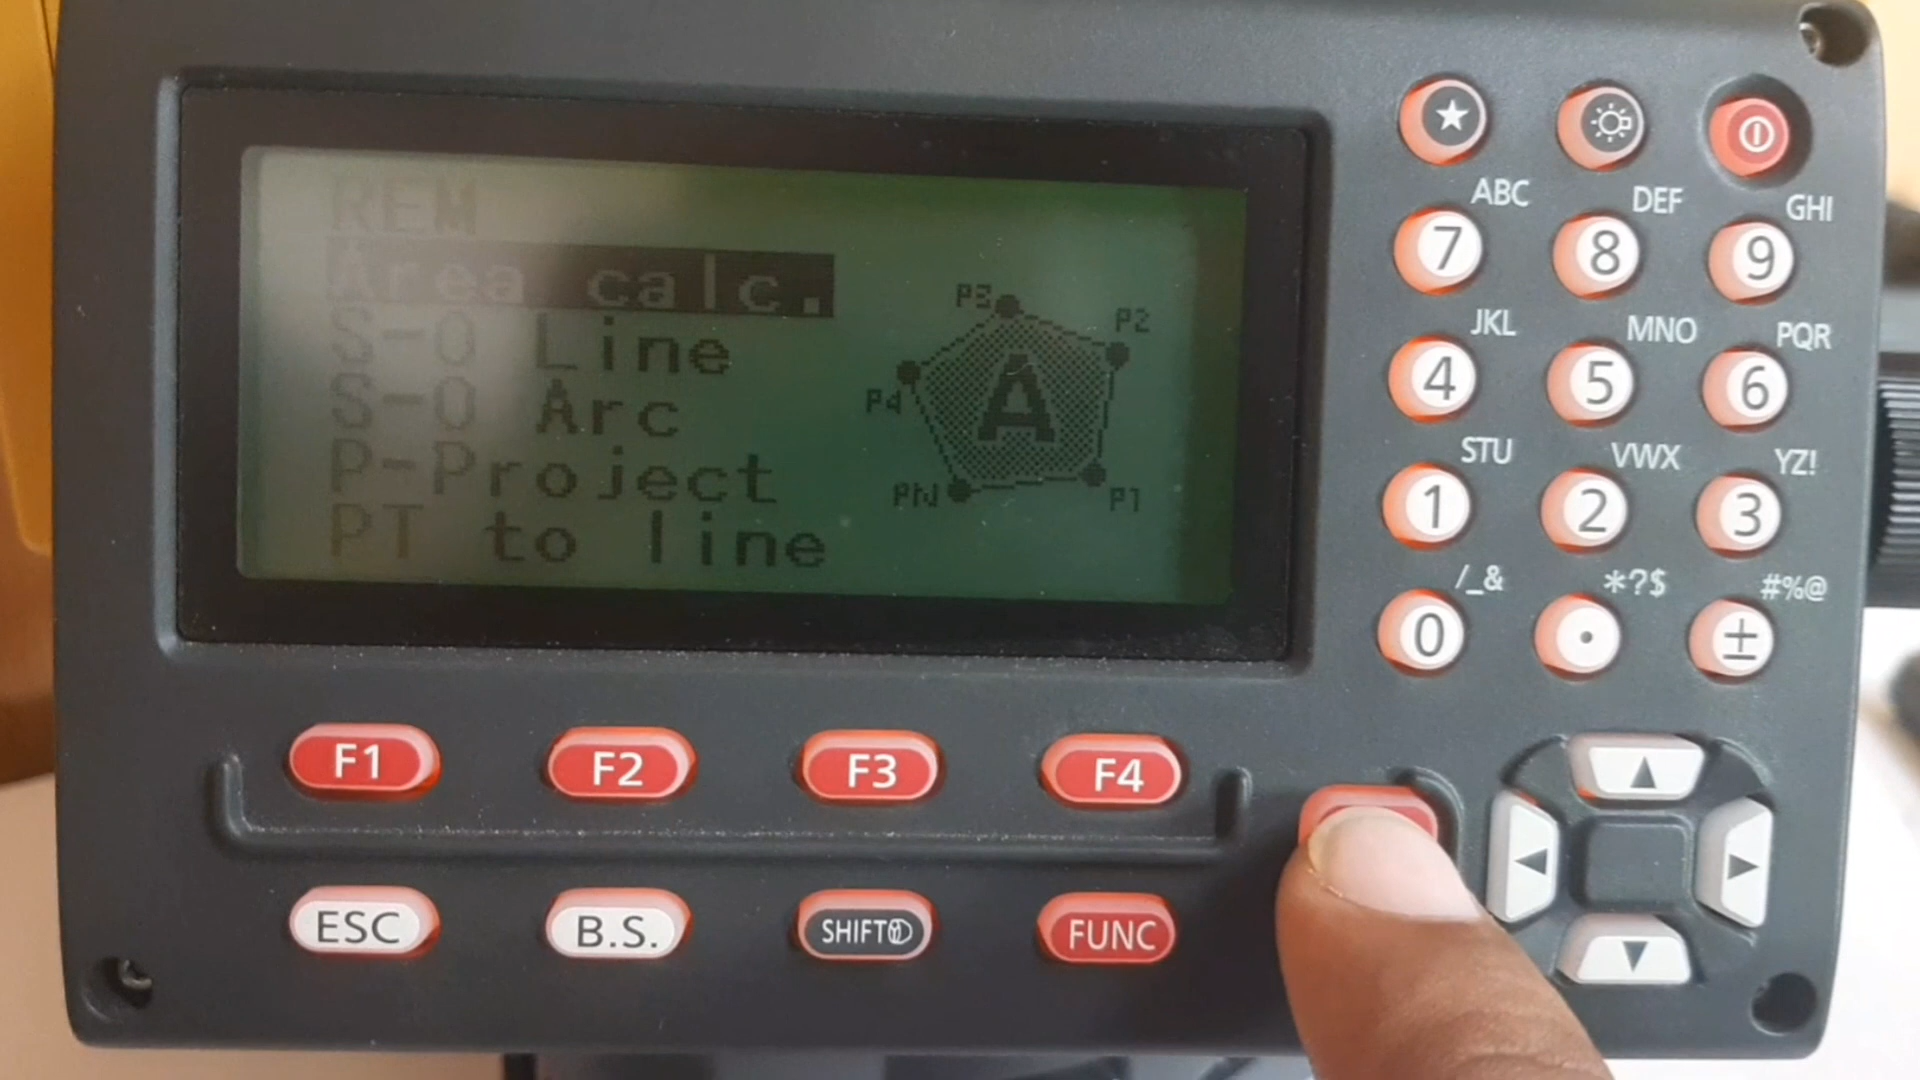 REM
Area calc.
S-O Line
S-O Arc
P-Project
PT to line
P3
P2
P4
A
PN
P1
ABC
DEF
GHI
7
8
9
JKL
MNO
PQR
4
5
6
STU
VWX
YZ!
1
2
3
/_&
*?$
#%@
0
.
±
F1
F2
F3
F4
ESC
B.S.
SHIFT
FUNC